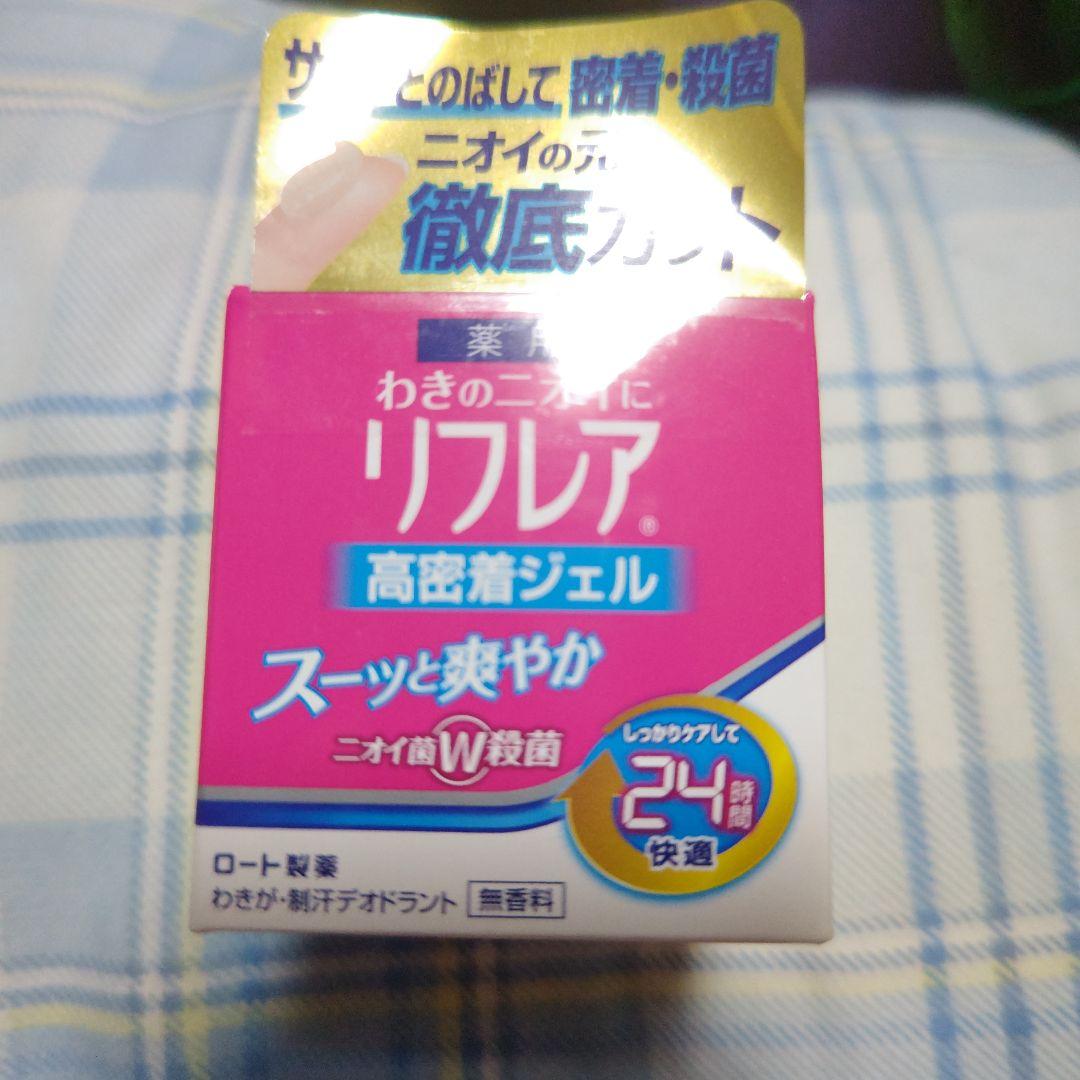 とのばして密着・殺菌
ニオイの元
徹底カット
薬用
わきのニオイに
リフレア®
高密着ジェル
スーッと爽やか
ニオイ菌W殺菌
しっかりケアして
24時間
快適
ロート製薬
わきが・制汗デオドラント 無香料